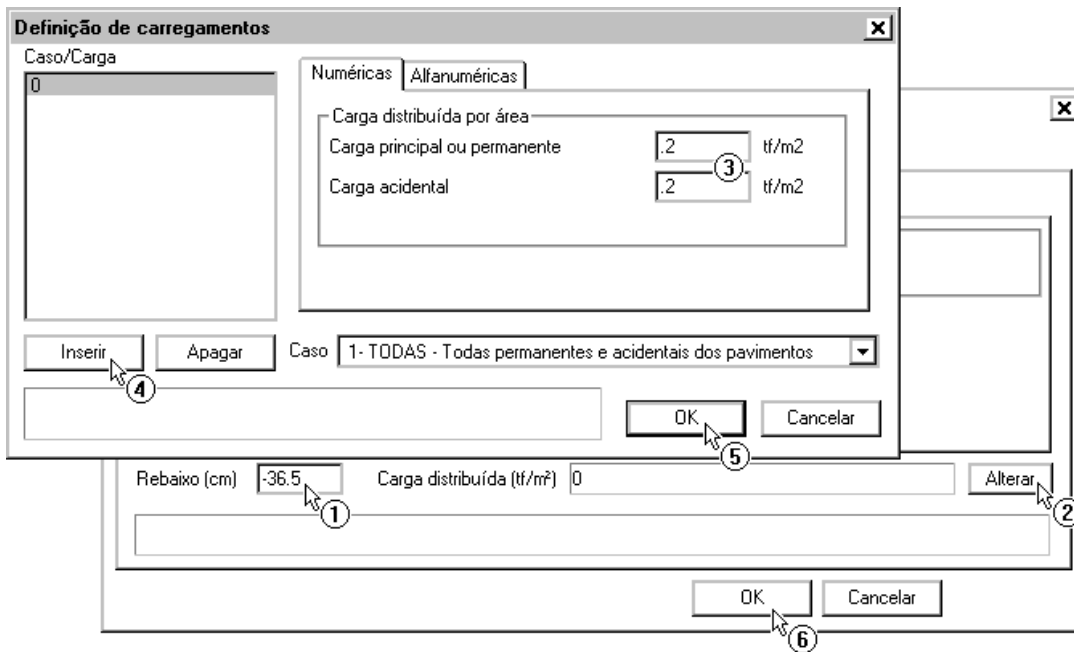 Definição de carregamentos
Caso/Carga
0
Numéricas Alfanuméricas
Carga distribuída por área
Carga principal ou permanente .2 tf/m2
3
Carga acidental .2 tf/m2
Inserir Apagar Caso 1- TODAS - Todas permanentes e acidentais dos pavimentos
4
OK Cancelar
5
Rebaixo (cm) -36.5 Carga distribuída (tf/m²) 0 Alterar
1 2
OK Cancelar
6